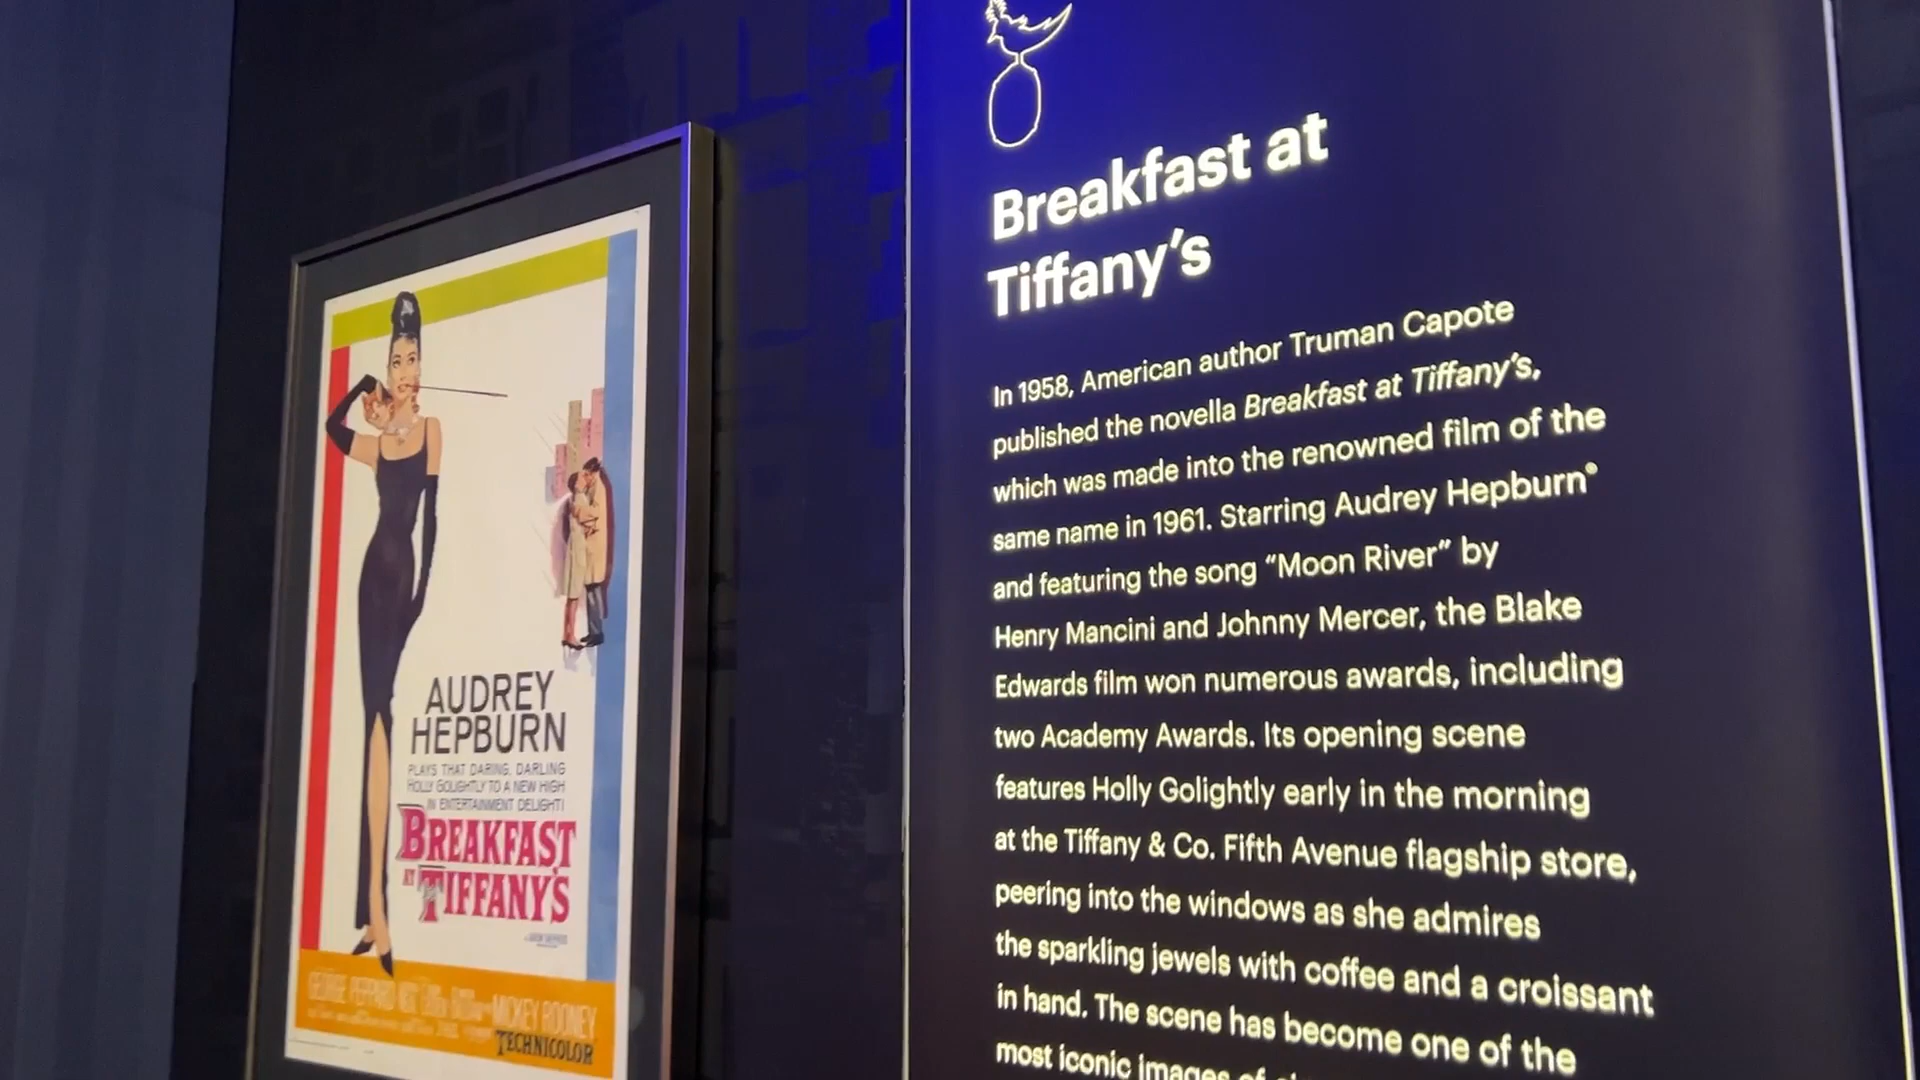 AUDREY
HEPBURN
PLAYS THAT DARING, DARLING
HOLLY GOLIGHTLY TO A NEW HIGH
IN ENTERTAINMENT DELIGHT!
BREAKFAST
AT TIFFANY'S
GEORGE PEPPARD MICKEY ROONEY
TECHNICOLOR
Breakfast at
Tiffany’s
In 1958, American author Truman Capote
published the novella Breakfast at Tiffany’s,
which was made into the renowned film of the
same name in 1961. Starring Audrey Hepburn®
and featuring the song “Moon River” by
Henry Mancini and Johnny Mercer, the Blake
Edwards film won numerous awards, including
two Academy Awards. Its opening scene
features Holly Golightly early in the morning
at the Tiffany & Co. Fifth Avenue flagship store,
peering into the windows as she admires
the sparkling jewels with coffee and a croissant
in hand. The scene has become one of the
most iconic images of